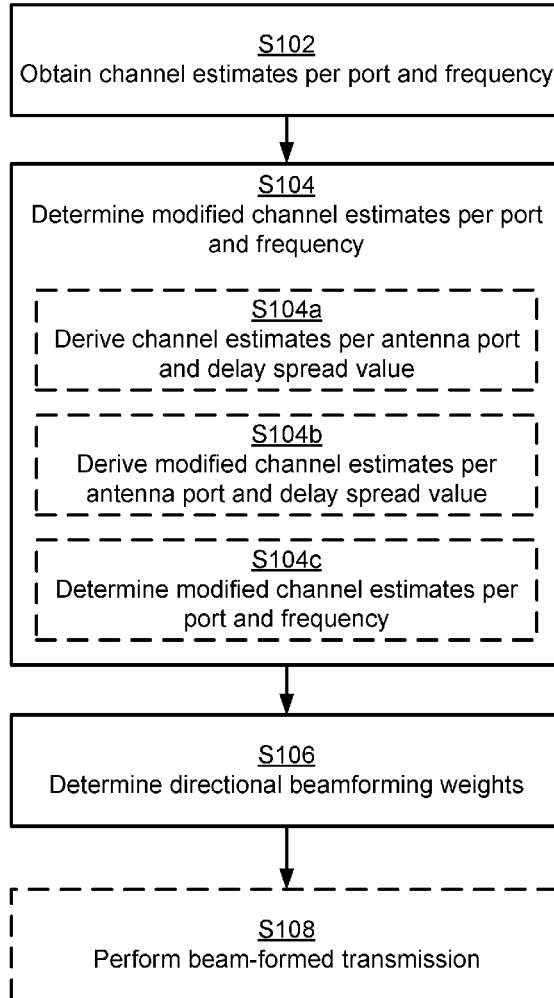 S102
Obtain channel estimates per port and frequency
S104
Determine modified channel estimates per port
and frequency
S104a
Derive channel estimates per antenna port
and delay spread value
S104b
Derive modified channel estimates per
antenna port and delay spread value
S104c
Determine modified channel estimates per
port and frequency
S106
Determine directional beamforming weights
S108
Perform beam-formed transmission